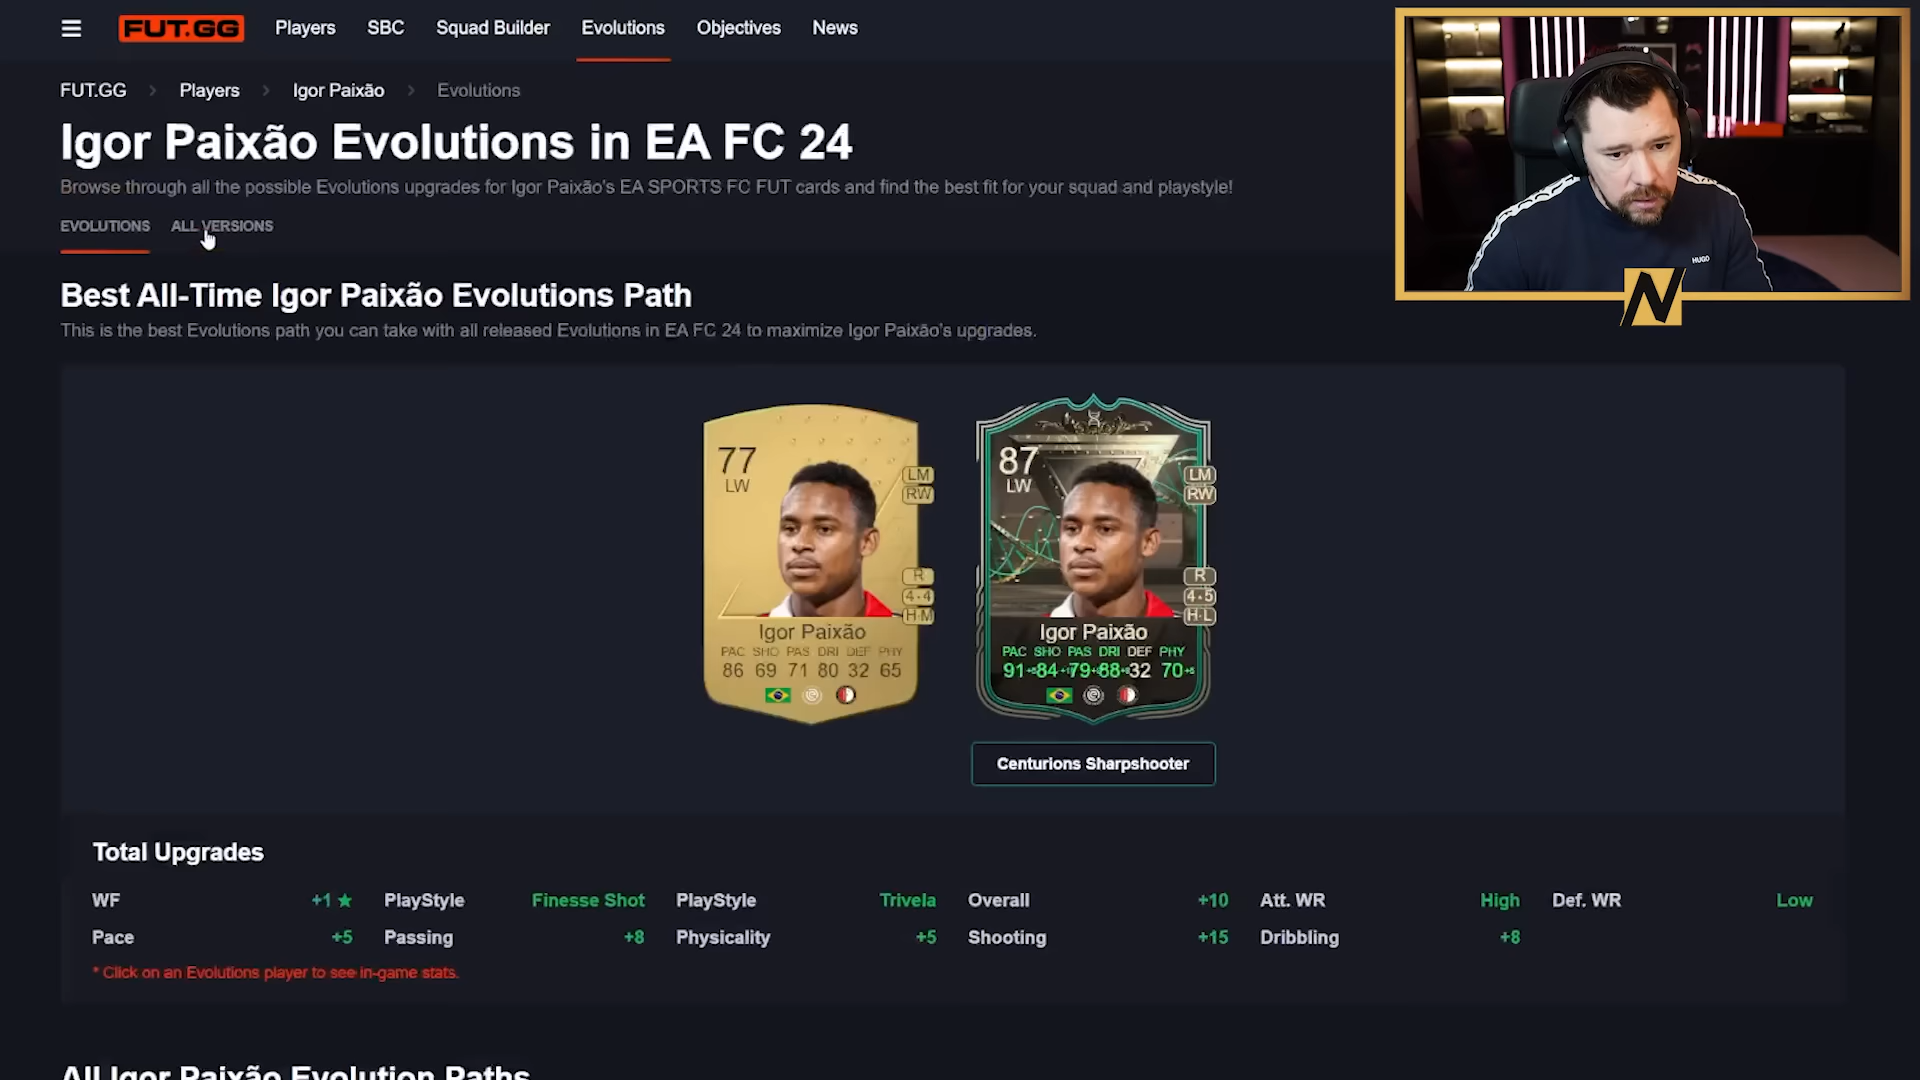 FUT.GG Players SBC Squad Builder Evolutions Objectives News
FUT.GG > Players > Igor Paixão > Evolutions
Igor Paixão Evolutions in EA FC 24
Browse through all the possible Evolutions upgrades for Igor Paixão's EA SPORTS FC FUT cards and find the best fit for your squad and playstyle!
EVOLUTIONS ALL VERSIONS
HUGO
N
Best All-Time Igor Paixão Evolutions Path
This is the best Evolutions path you can take with all released Evolutions in EA FC 24 to maximize Igor Paixão's upgrades.
77
LW
LM
RW
R
4★4
H·M
Igor Paixão
PAC SHO PAS DRI DEF PHY
86 69 71 80 32 65
87
LW
LM
RW
R
4★5
H·L
Igor Paixão
PAC SHO PAS DRI DEF PHY
91 +5 84 79 88 32 70 +5
Centurions Sharpshooter
Total Upgrades
WF +1 ★ PlayStyle Finesse Shot PlayStyle Trivela Overall +10 Att. WR High Def. WR Low
Pace +5 Passing +8 Physicality +5 Shooting +15 Dribbling +8
* Click on an Evolutions player to see in-game stats.
All Igor Paixão Evolution Paths